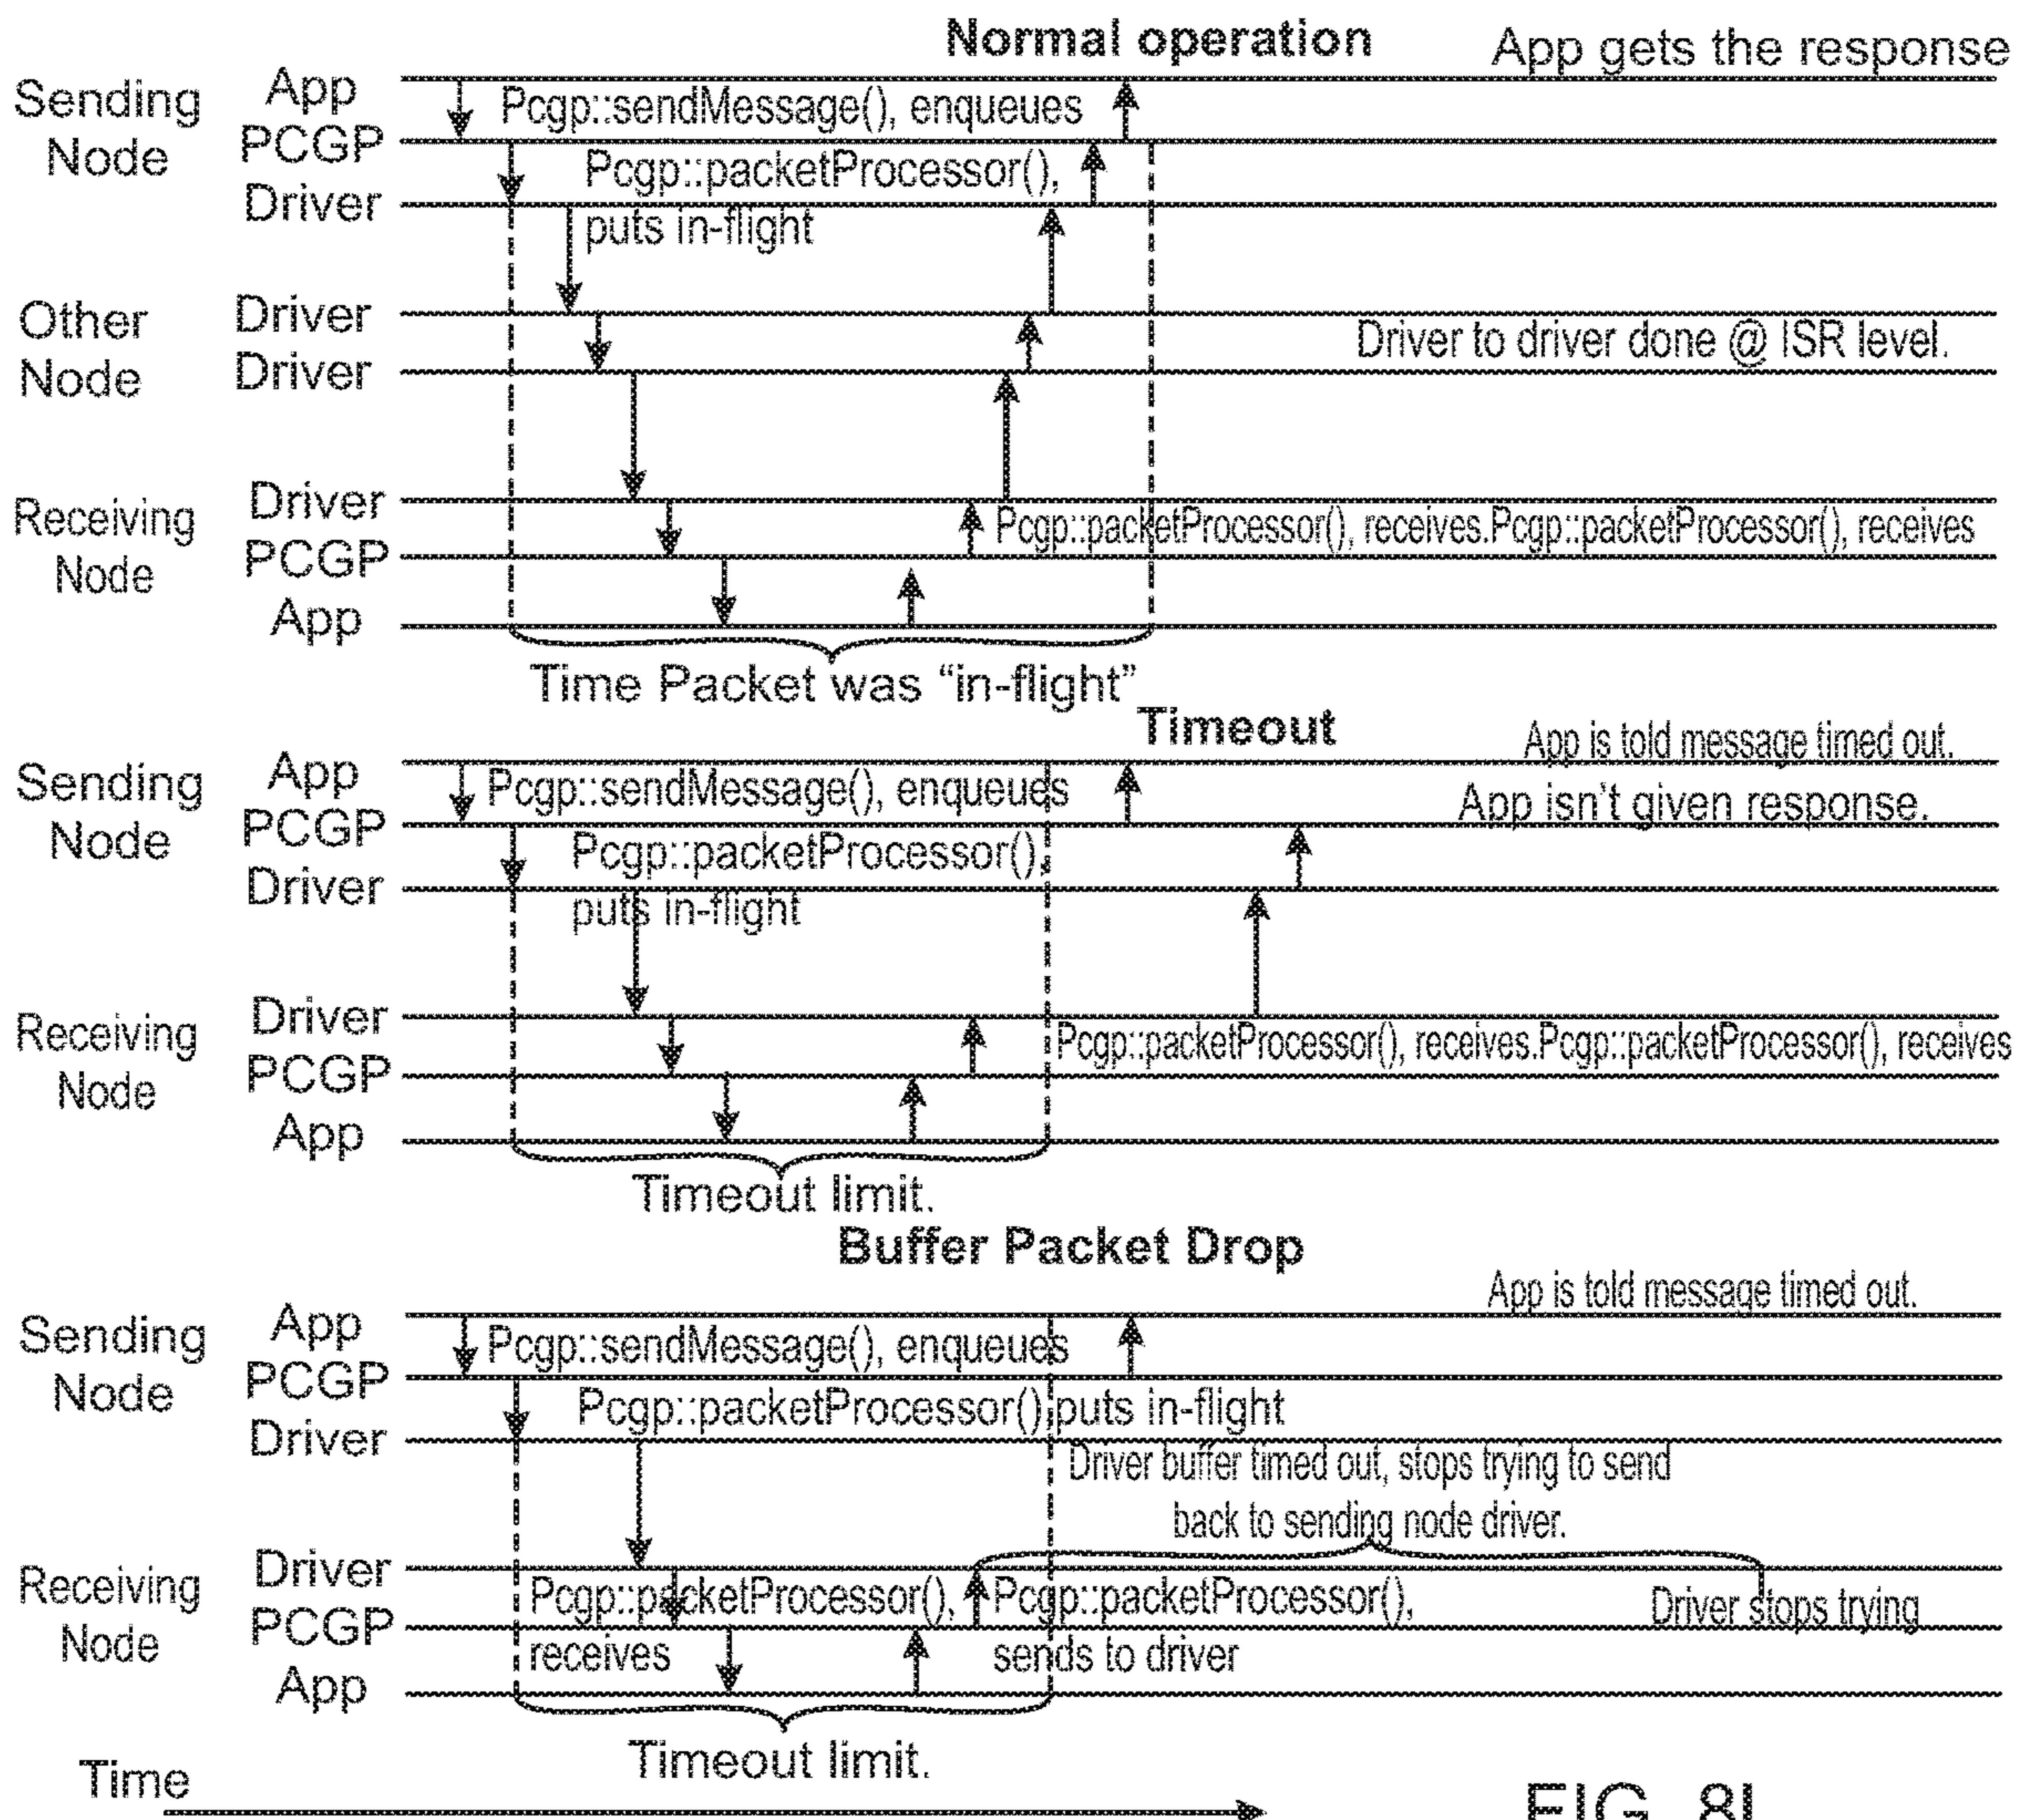 Normal operation
App gets the response
Sending
Node
App
PCGP
Driver
Pcgp::sendMessage(), enqueues
Pcgp::packetProcessor(),
puts in-flight
Other
Node
Driver
Driver
Driver to driver done @ ISR level.
Receiving
Node
Driver
PCGP
App
Pcgp::packetProcessor(), receives.Pcgp::packetProcessor(), receives
Time Packet was “in-flight”
Timeout
App is told message timed out.
Sending
Node
App
PCGP
Driver
Pcgp::sendMessage(), enqueues
App isn't given response.
Pcgp::packetProcessor(),
puts in-flight
Receiving
Node
Driver
PCGP
App
Pcgp::packetProcessor(), receives.Pcgp::packetProcessor(), receives
Timeout limit.
Buffer Packet Drop
App is told message timed out.
Sending
Node
App
PCGP
Driver
Pcgp::sendMessage(), enqueues
Pcgp::packetProcessor(),puts in-flight
Driver buffer timed out, stops trying to send
back to sending node driver.
Receiving
Node
Driver
PCGP
App
Pcgp::packetProcessor(),
receives
Pcgp::packetProcessor(),
sends to driver
Driver stops trying
Timeout limit.
Time